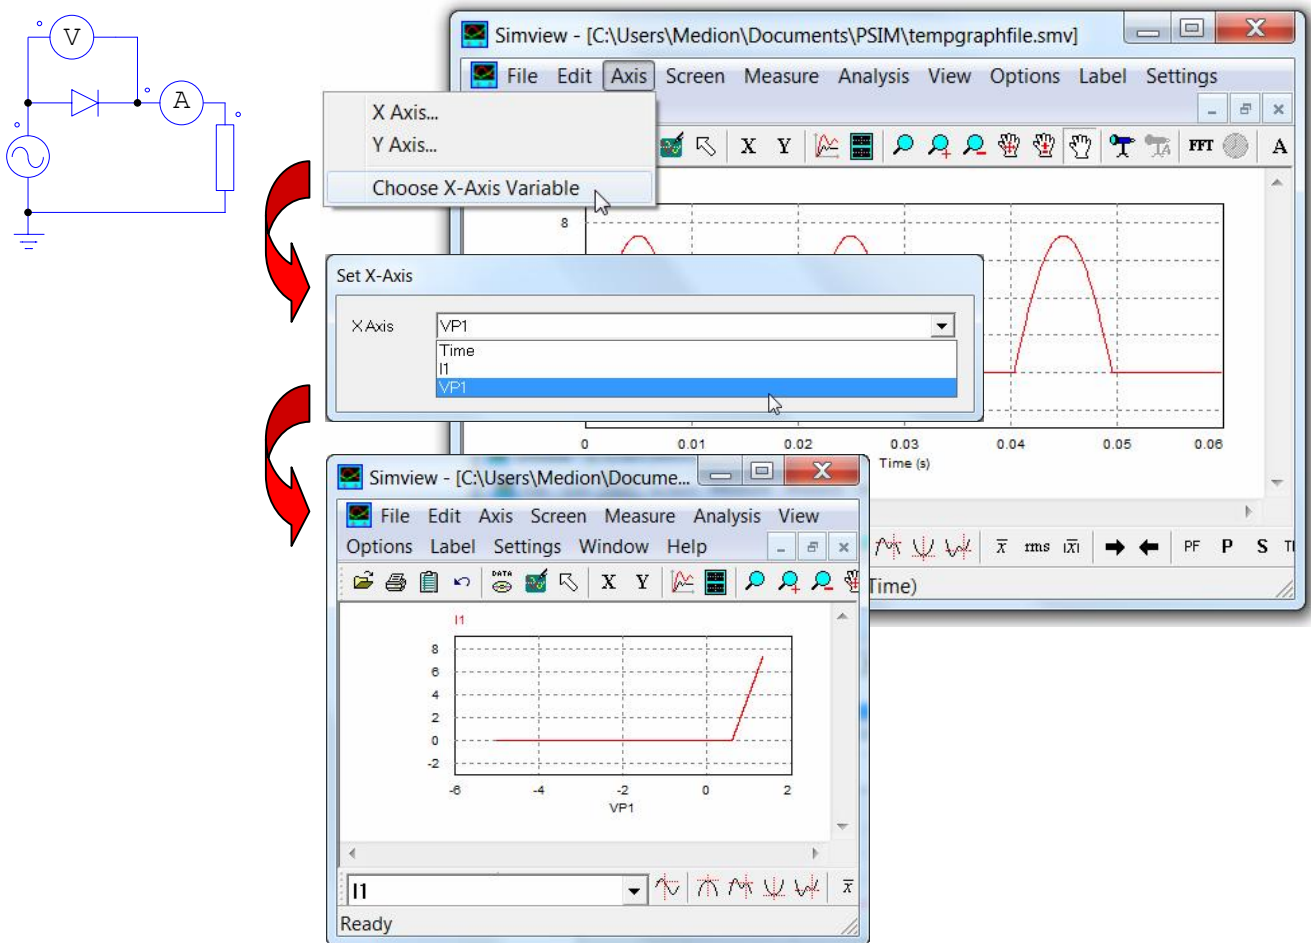 V
A
Simview - [C:\Users\Medion\Documents\PSIM\tempgraphfile.smv]
File Edit Axis Screen Measure Analysis View Options Label Settings
X Axis...
Y Axis...
Choose X-Axis Variable
X Y FFT A
8
Set X-Axis
X Axis VP1
Time
I1
VP1
0 0.01 0.02 0.03 0.04 0.05 0.06
Time (s)
x rms |x| PF P S
Time)
Simview - [C:\Users\Medion\Docume...
File Edit Axis Screen Measure Analysis View
Options Label Settings Window Help
DATA X Y
I1
8
6
4
2
0
-2
-6 -4 -2 0 2
VP1
I1 x
Ready